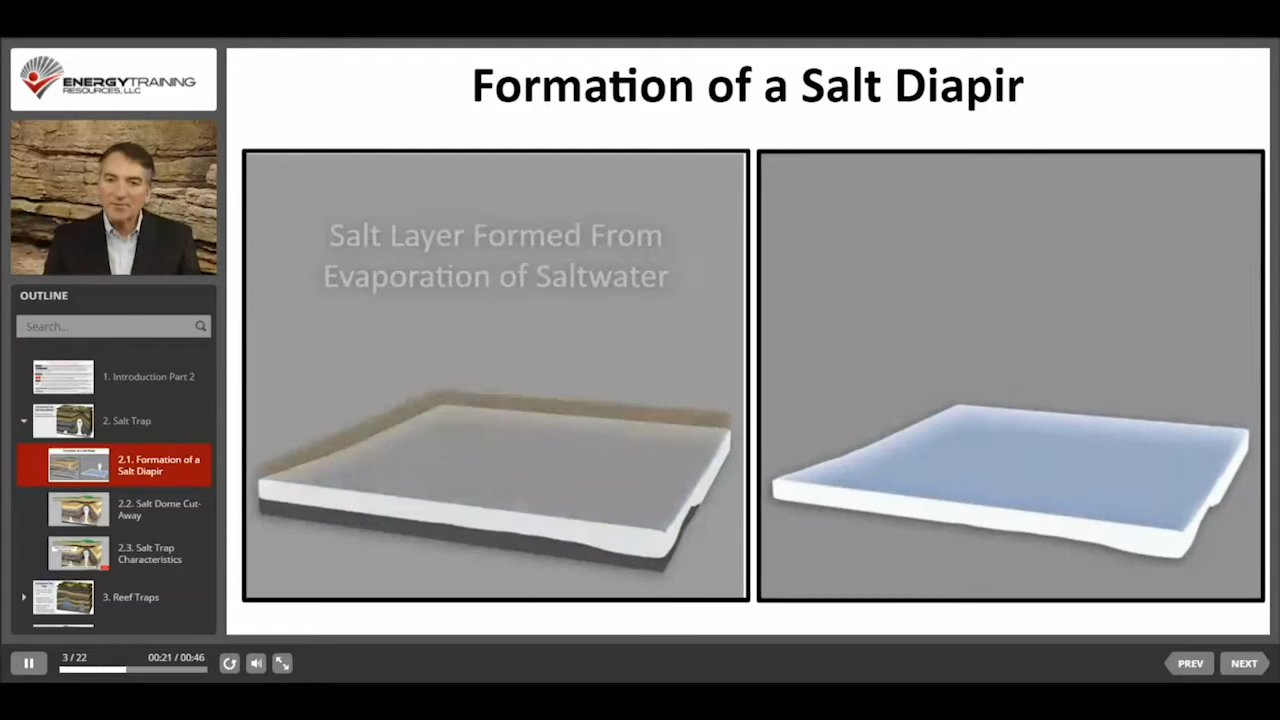 ENERGYTRAINING
RESOURCES, LLC
Formation of a Salt Diapir
Salt Layer Formed From
Evaporation of Saltwater
OUTLINE
Search...
1. Introduction Part 2
2. Salt Trap
2.1. Formation of a
Salt Diapir
2.2. Salt Dome Cut-
Away
2.3. Salt Trap
Characteristics
3. Reef Traps
3 / 22
00:21 / 00:46
PREV
NEXT